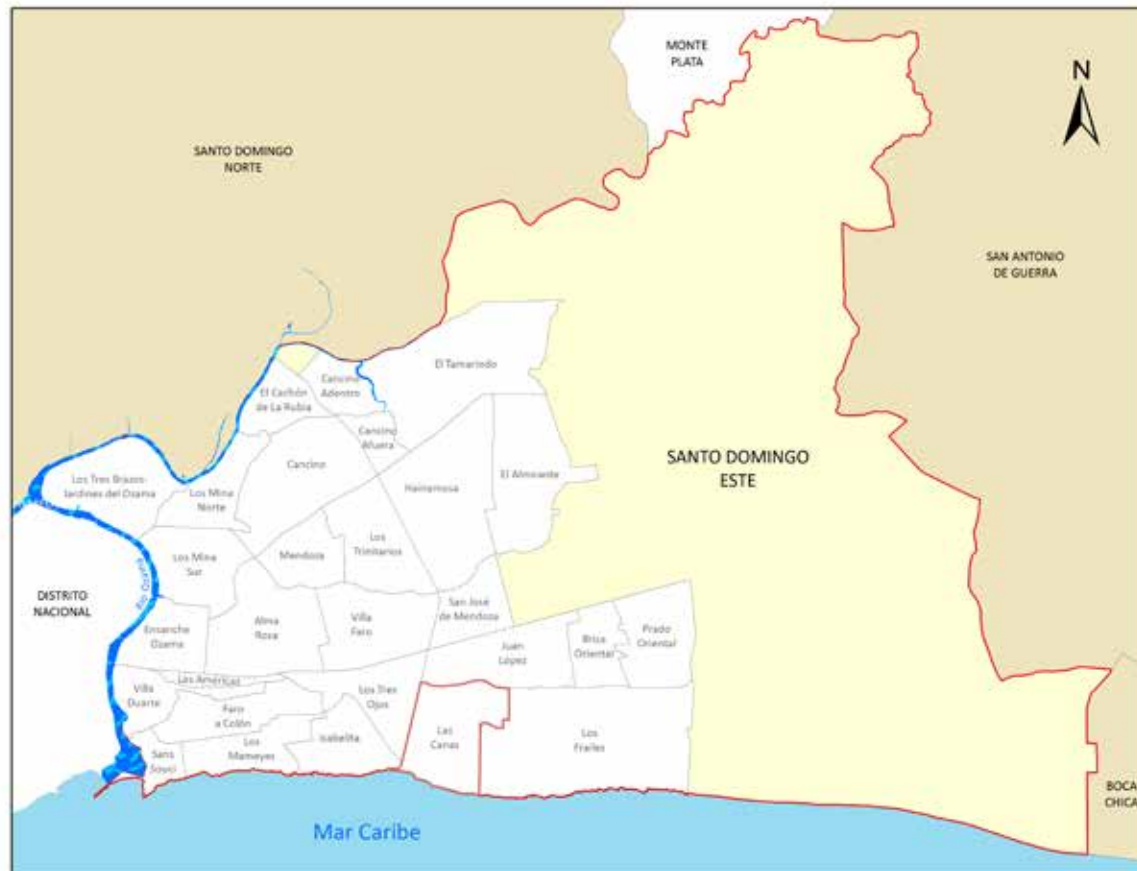 MONTE
PLATA
N
SANTO DOMINGO
NORTE
SAN ANTONIO
DE GUERRA
El Tamarindo
Cancino
Adentro
El Cachón
de La Rubia
Cancino
Afuera
Cancino
Hainamosa
El Almirante
SANTO DOMINGO
ESTE
Los Tres Brazos-
Jardines del Ozama
Los Mina
Norte
Los Mina
Sur
Mendoza
Los
Trinitarios
Río Ozama
DISTRITO
NACIONAL
Ensanche
Ozama
Alma
Rosa
Villa
Faro
San José
de Mendoza
Juan
López
Brisa
Oriental
Prado
Oriental
Villa
Duarte
Las Américas
Los Tres
Ojos
Faro
a Colón
Sans
Souci
Los
Mameyes
Isabelita
Las
Canas
Los
Frailes
BOCA
CHICA
Mar Caribe